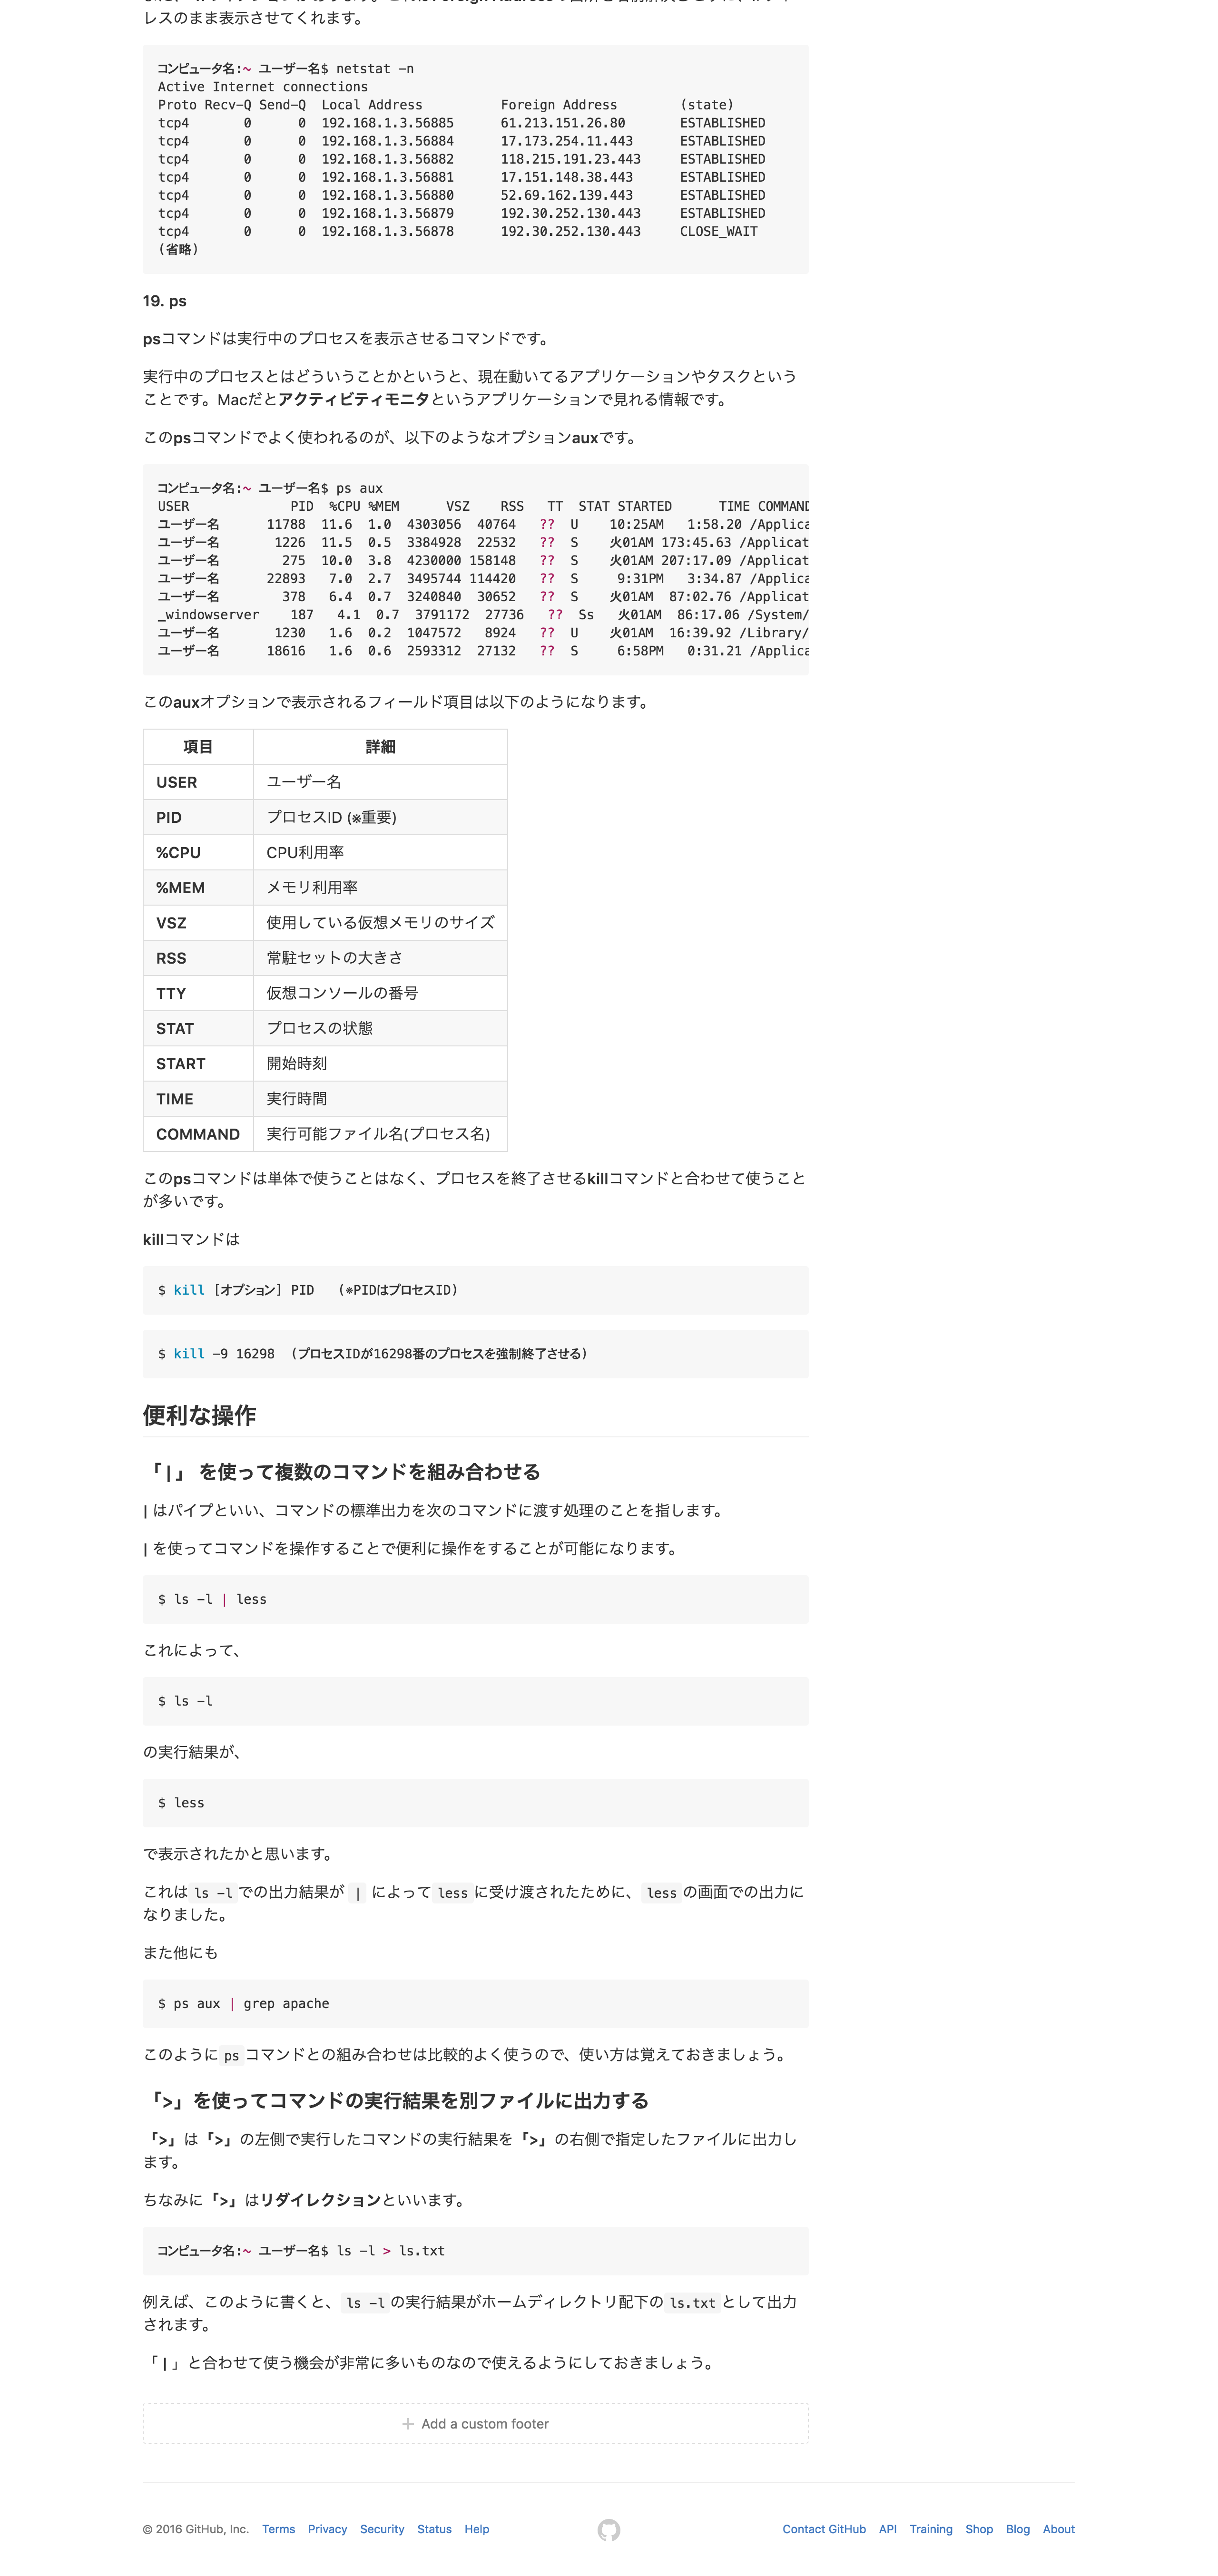 レスのまま表示させてくれます。
コンピュータ名:~ ユーザー名$ netstat -n
Active Internet connections
Proto Recv-Q Send-Q  Local Address          Foreign Address        (state)
tcp4       0      0  192.168.1.3.56885      61.213.151.26.80       ESTABLISHED
tcp4       0      0  192.168.1.3.56884      17.173.254.11.443      ESTABLISHED
tcp4       0      0  192.168.1.3.56882      118.215.191.23.443     ESTABLISHED
tcp4       0      0  192.168.1.3.56881      17.151.148.38.443      ESTABLISHED
tcp4       0      0  192.168.1.3.56880      52.69.162.139.443      ESTABLISHED
tcp4       0      0  192.168.1.3.56879      192.30.252.130.443     ESTABLISHED
tcp4       0      0  192.168.1.3.56878      192.30.252.130.443     CLOSE_WAIT
(省略)
19. ps
psコマンドは実行中のプロセスを表示させるコマンドです。
実行中のプロセスとはどういうことかというと、現在動いてるアプリケーションやタスクという
ことです。Macだとアクティビティモニタというアプリケーションで見れる情報です。
このpsコマンドでよく使われるのが、以下のようなオプションauxです。
コンピュータ名:~ ユーザー名$ ps aux
USER             PID  %CPU %MEM      VSZ    RSS   TT  STAT STARTED      TIME COMMAND
ユーザー名      11788  11.6  1.0  4303056  40764   ??  U    10:25AM   1:58.20 /Applica
ユーザー名       1226  11.5  0.5  3384928  22532   ??  S    火01AM 173:45.63 /Applicat
ユーザー名        275  10.0  3.8  4230000 158148   ??  S    火01AM 207:17.09 /Applicat
ユーザー名      22893   7.0  2.7  3495744 114420   ??  S     9:31PM   3:34.87 /Applica
ユーザー名        378   6.4  0.7  3240840  30652   ??  S    火01AM  87:02.76 /Applicat
_windowserver    187   4.1  0.7  3791172  27736   ??  Ss   火01AM  86:17.06 /System/
ユーザー名       1230   1.6  0.2  1047572   8924   ??  U    火01AM  16:39.92 /Library/
ユーザー名      18616   1.6  0.6  2593312  27132   ??  S     6:58PM   0:31.21 /Applica
このauxオプションで表示されるフィールド項目は以下のようになります。
項目 詳細
USER ユーザー名
PID プロセスID (※重要)
%CPU CPU利用率
%MEM メモリ利用率
VSZ 使用している仮想メモリのサイズ
RSS 常駐セットの大きさ
TTY 仮想コンソールの番号
STAT プロセスの状態
START 開始時刻
TIME 実行時間
COMMAND 実行可能ファイル名(プロセス名)
このpsコマンドは単体で使うことはなく、プロセスを終了させるkillコマンドと合わせて使うこと
が多いです。
killコマンドは
$ kill [オプション] PID   (※PIDはプロセスID)
$ kill -9 16298  (プロセスIDが16298番のプロセスを強制終了させる)
便利な操作
「|」 を使って複数のコマンドを組み合わせる
| はパイプといい、コマンドの標準出力を次のコマンドに渡す処理のことを指します。
| を使ってコマンドを操作することで便利に操作をすることが可能になります。
$ ls -l | less
これによって、
$ ls -l
の実行結果が、
$ less
で表示されたかと思います。
これは ls -l での出力結果が | によって less に受け渡されたために、 less の画面での出力に
なりました。
また他にも
$ ps aux | grep apache
このように ps コマンドとの組み合わせは比較的よく使うので、使い方は覚えておきましょう。
「>」を使ってコマンドの実行結果を別ファイルに出力する
「>」は「>」の左側で実行したコマンドの実行結果を「>」の右側で指定したファイルに出力し
ます。
ちなみに「>」はリダイレクションといいます。
コンピュータ名:~ ユーザー名$ ls -l > ls.txt
例えば、このように書くと、 ls -l の実行結果がホームディレクトリ配下の ls.txt として出力
されます。
「 | 」と合わせて使う機会が非常に多いものなので使えるようにしておきましょう。
Add a custom footer
© 2016 GitHub, Inc. Terms Privacy Security Status Help Contact GitHub API Training Shop Blog About